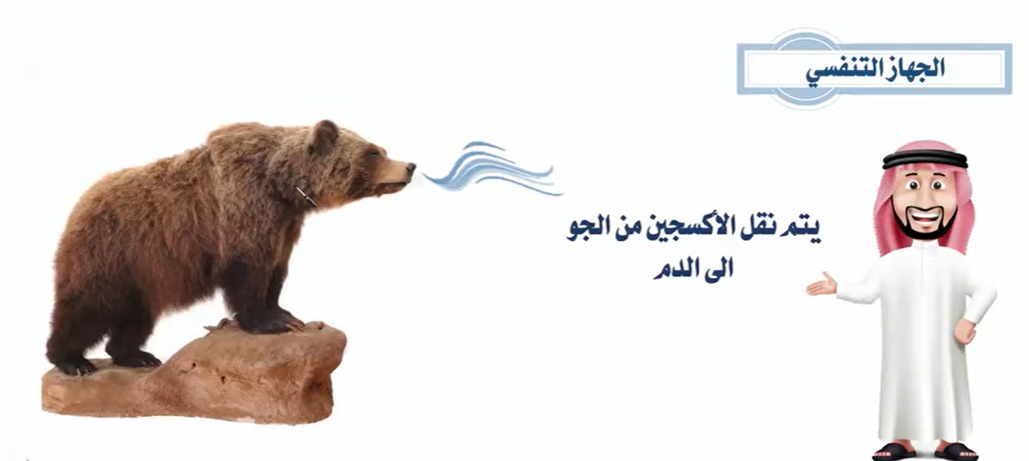 الجهاز التنفسي
يتم نقل الأكسجين من الجو
الى الدم